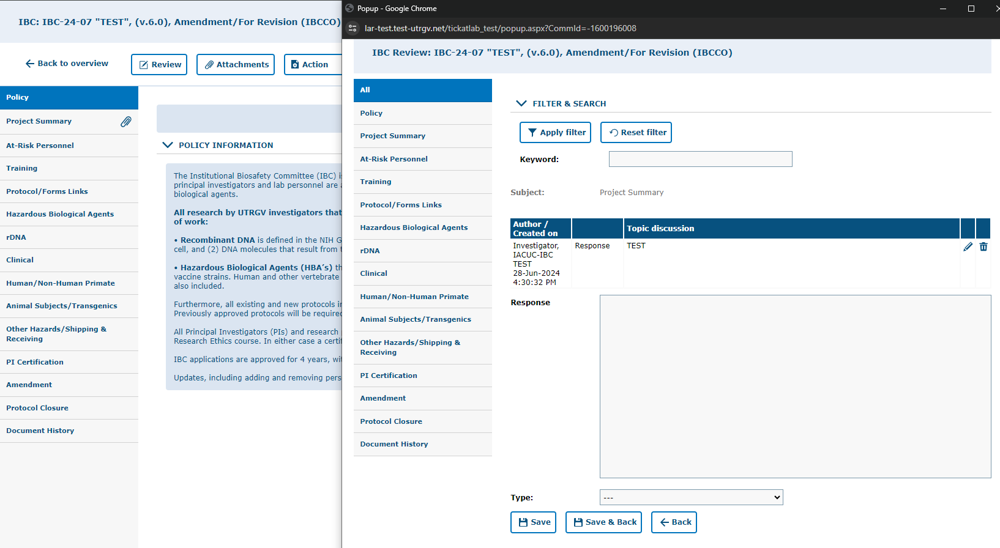 IBC: IBC-24-07 "TEST", (v.6.0), Amendment/For Revision (IBCCO)
Back to overview
Review
Attachments
Action
Policy
Project Summary
At-Risk Personnel
Training
Protocol/Forms Links
Hazardous Biological Agents
rDNA
Clinical
Human/Non-Human Primate
Animal Subjects/Transgenics
Other Hazards/Shipping &
Receiving
PI Certification
Amendment
Protocol Closure
Document History
POLICY INFORMATION
The Institutional Biosafety Committee (IBC)
principal investigators and lab personnel are
biological agents.
All research by UTRGV investigators that
of work:
• Recombinant DNA is defined in the NIH G
cell, and (2) DNA molecules that result from
• Hazardous Biological Agents (HBA’s) th
vaccine strains. Human and other vertebrate
also included.
Furthermore, all existing and new protocols
Previously approved protocols will be required
All Principal Investigators (PIs) and research
Research Ethics course. In either case a certi
IBC applications are approved for 4 years, wi
Updates, including adding and removing pers
Popup - Google Chrome
lar-test.test-utrgv.net/tickatlab_test/popup.aspx?CommId=-1600196008
IBC Review: IBC-24-07 "TEST", (v.6.0), Amendment/For Revision (IBCCO)
All
Policy
Project Summary
At-Risk Personnel
Training
Protocol/Forms Links
Hazardous Biological Agents
rDNA
Clinical
Human/Non-Human Primate
Animal Subjects/Transgenics
Other Hazards/Shipping &
Receiving
PI Certification
Amendment
Protocol Closure
Document History
FILTER & SEARCH
Apply filter
Reset filter
Keyword:
Subject: Project Summary
Author /
Created on
Topic discussion
Investigator,
IACUC-IBC
TEST
28-Jun-2024
4:30:32 PM
Response
TEST
Response
Type:
---
Save
Save & Back
Back